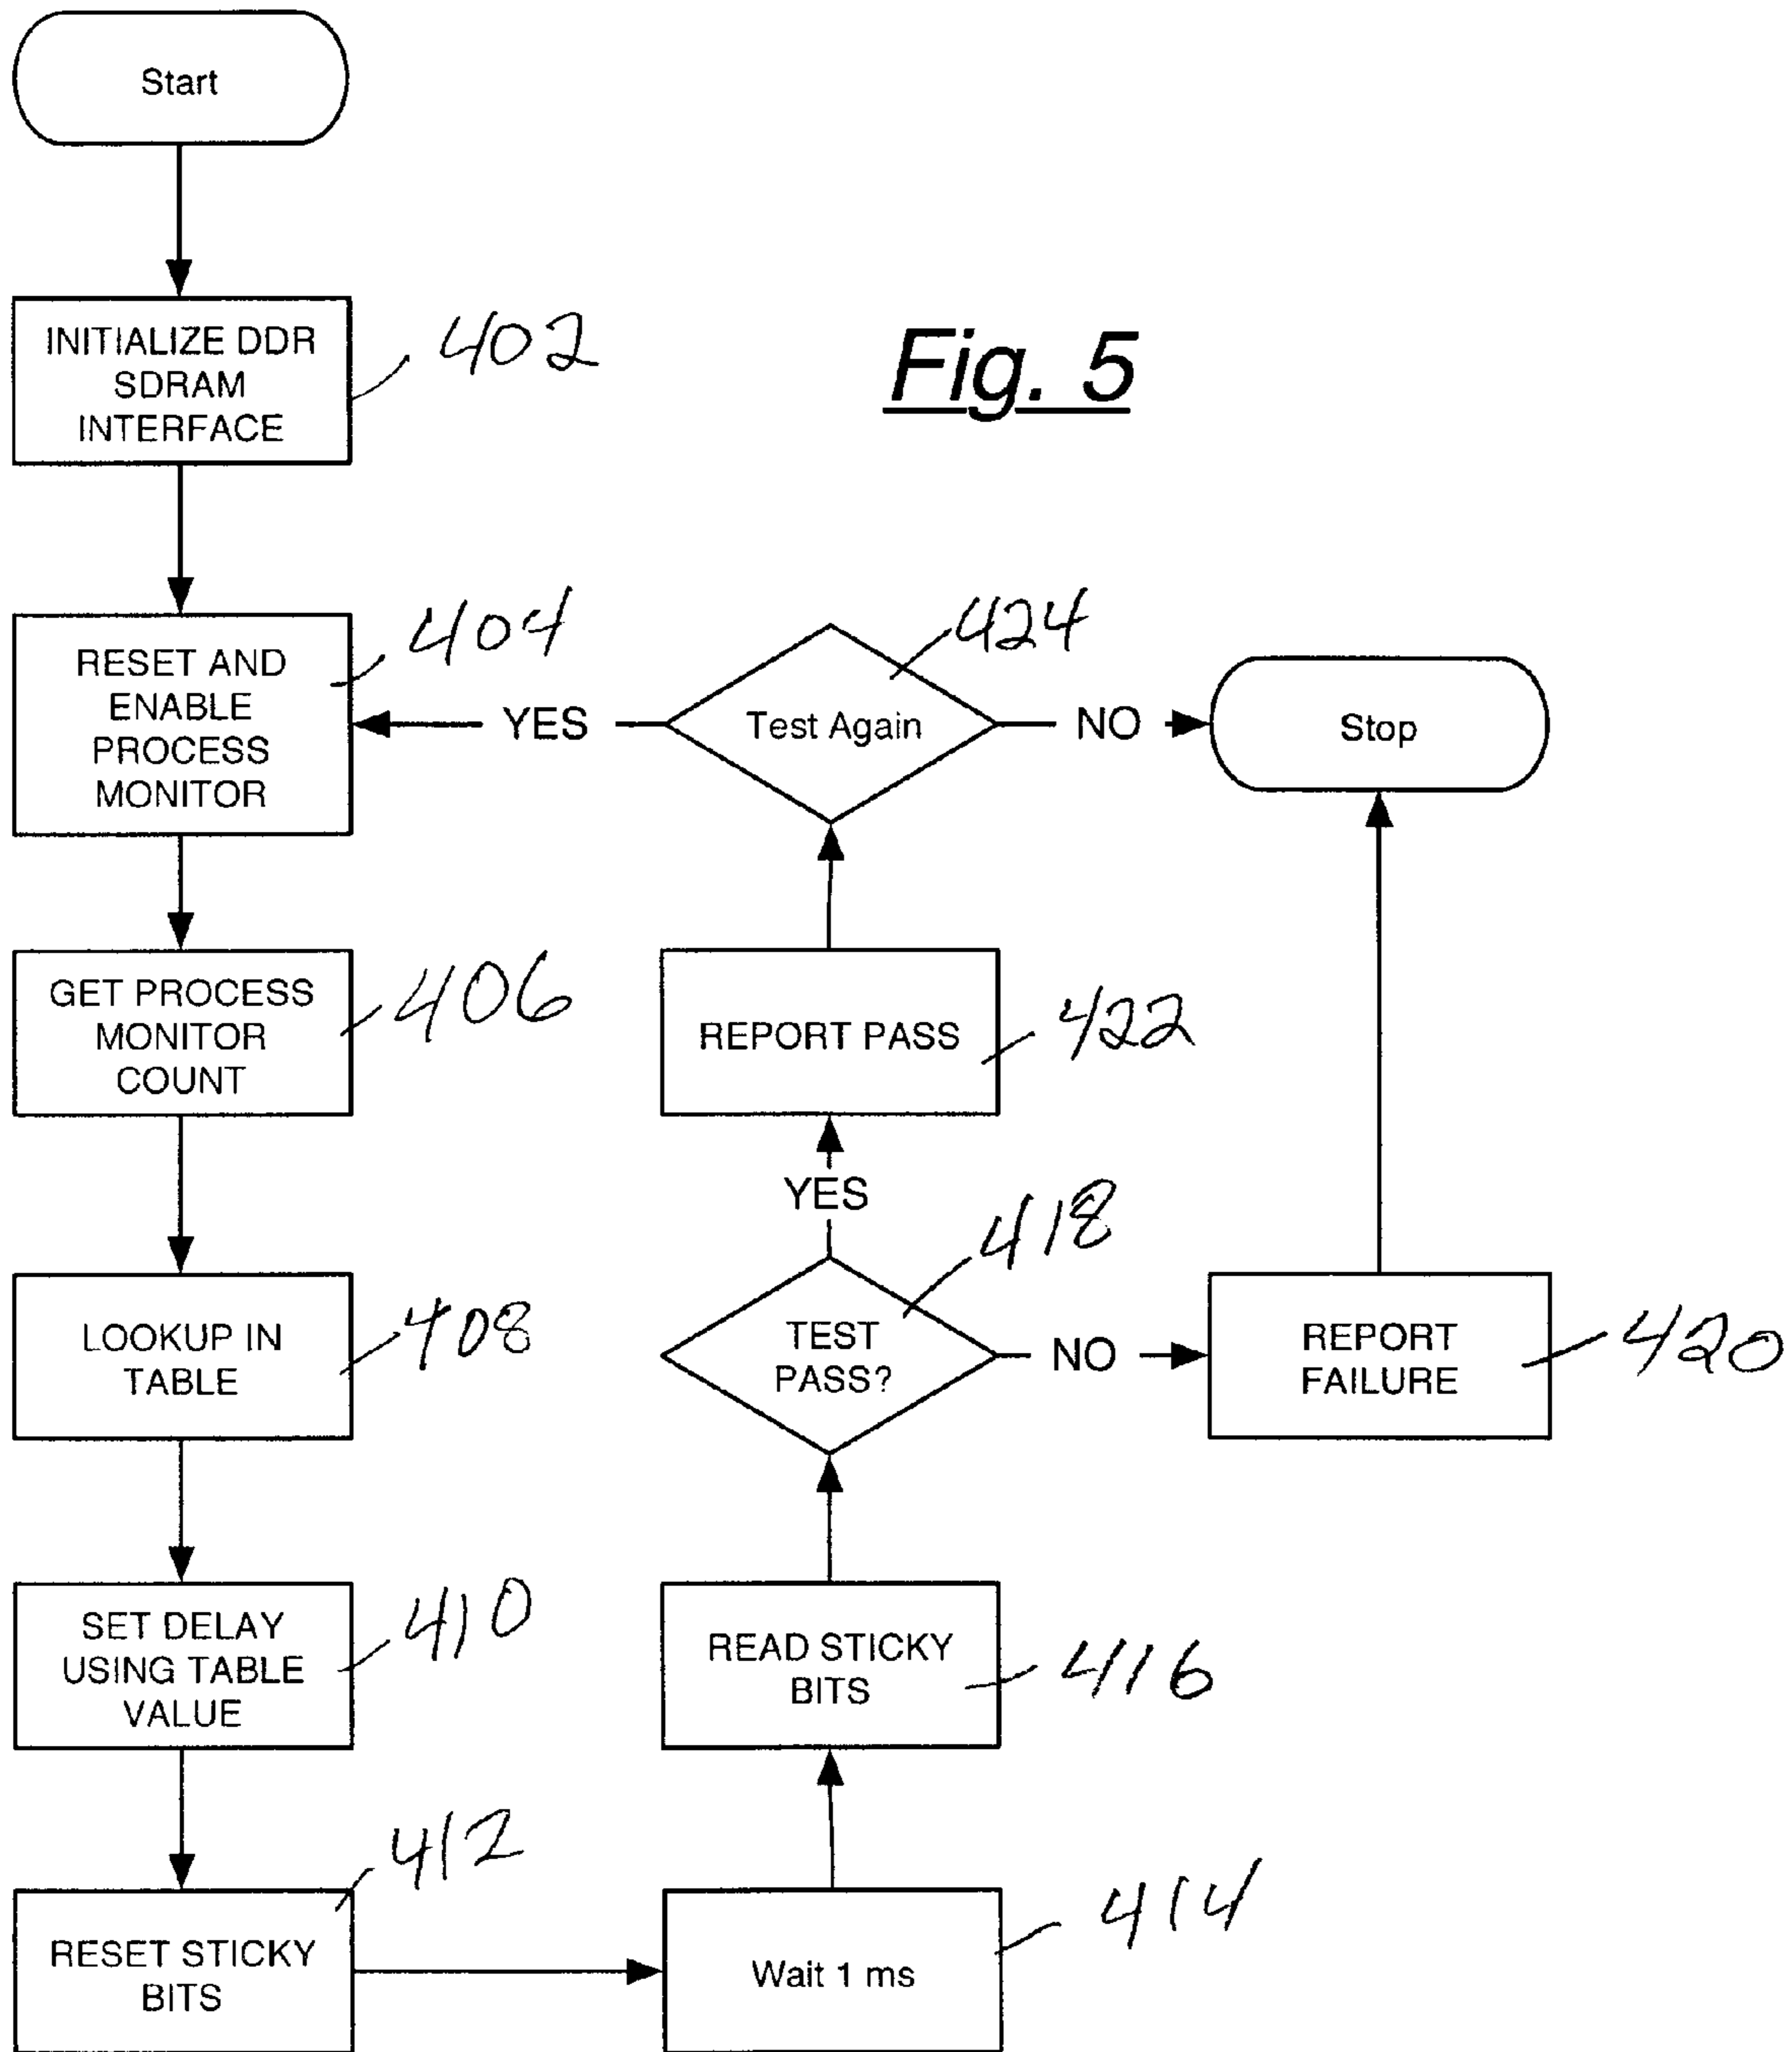 Start
INITIALIZE DDR
SDRAM
INTERFACE
402
Fig. 5
RESET AND
ENABLE
PROCESS
MONITOR
404
YES
Test Again
424
NO
Stop
GET PROCESS
MONITOR
COUNT
406
REPORT PASS
422
YES
LOOKUP IN
TABLE
408
TEST
PASS?
418
NO
REPORT
FAILURE
420
SET DELAY
USING TABLE
VALUE
410
READ STICKY
BITS
416
RESET STICKY
BITS
412
Wait 1 ms
414